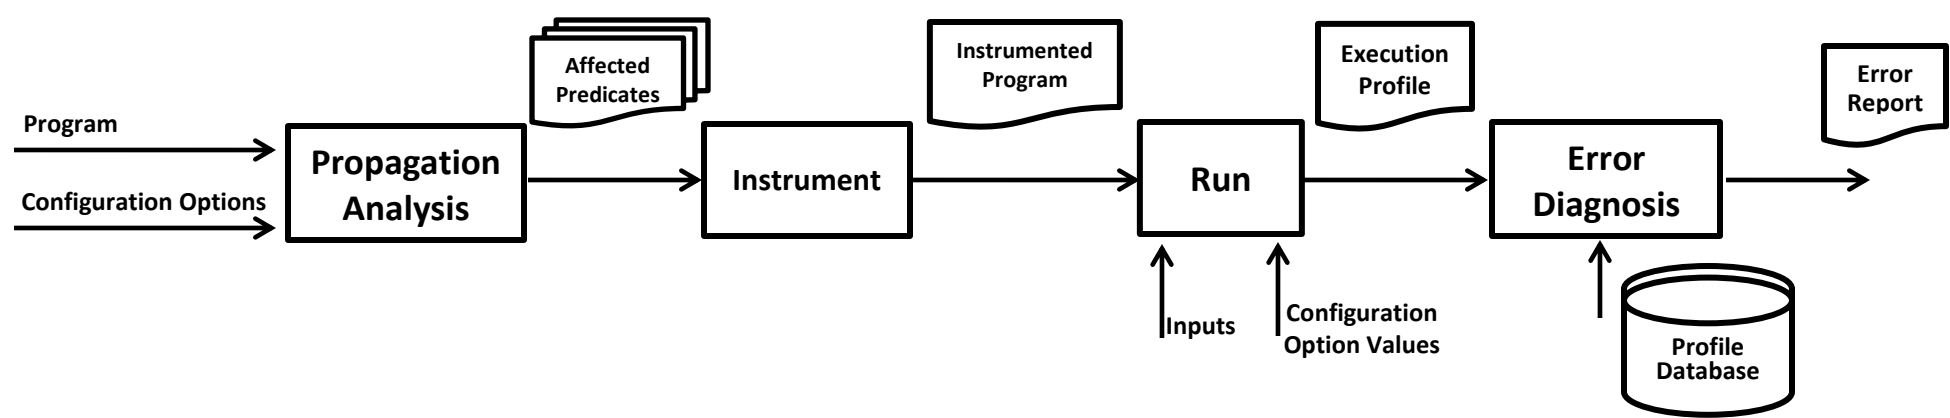 Program
Configuration Options
Propagation
Analysis
Affected
Predicates
Instrument
Instrumented
Program
Run
Inputs
Configuration
Option Values
Execution
Profile
Error
Diagnosis
Profile
Database
Error
Report